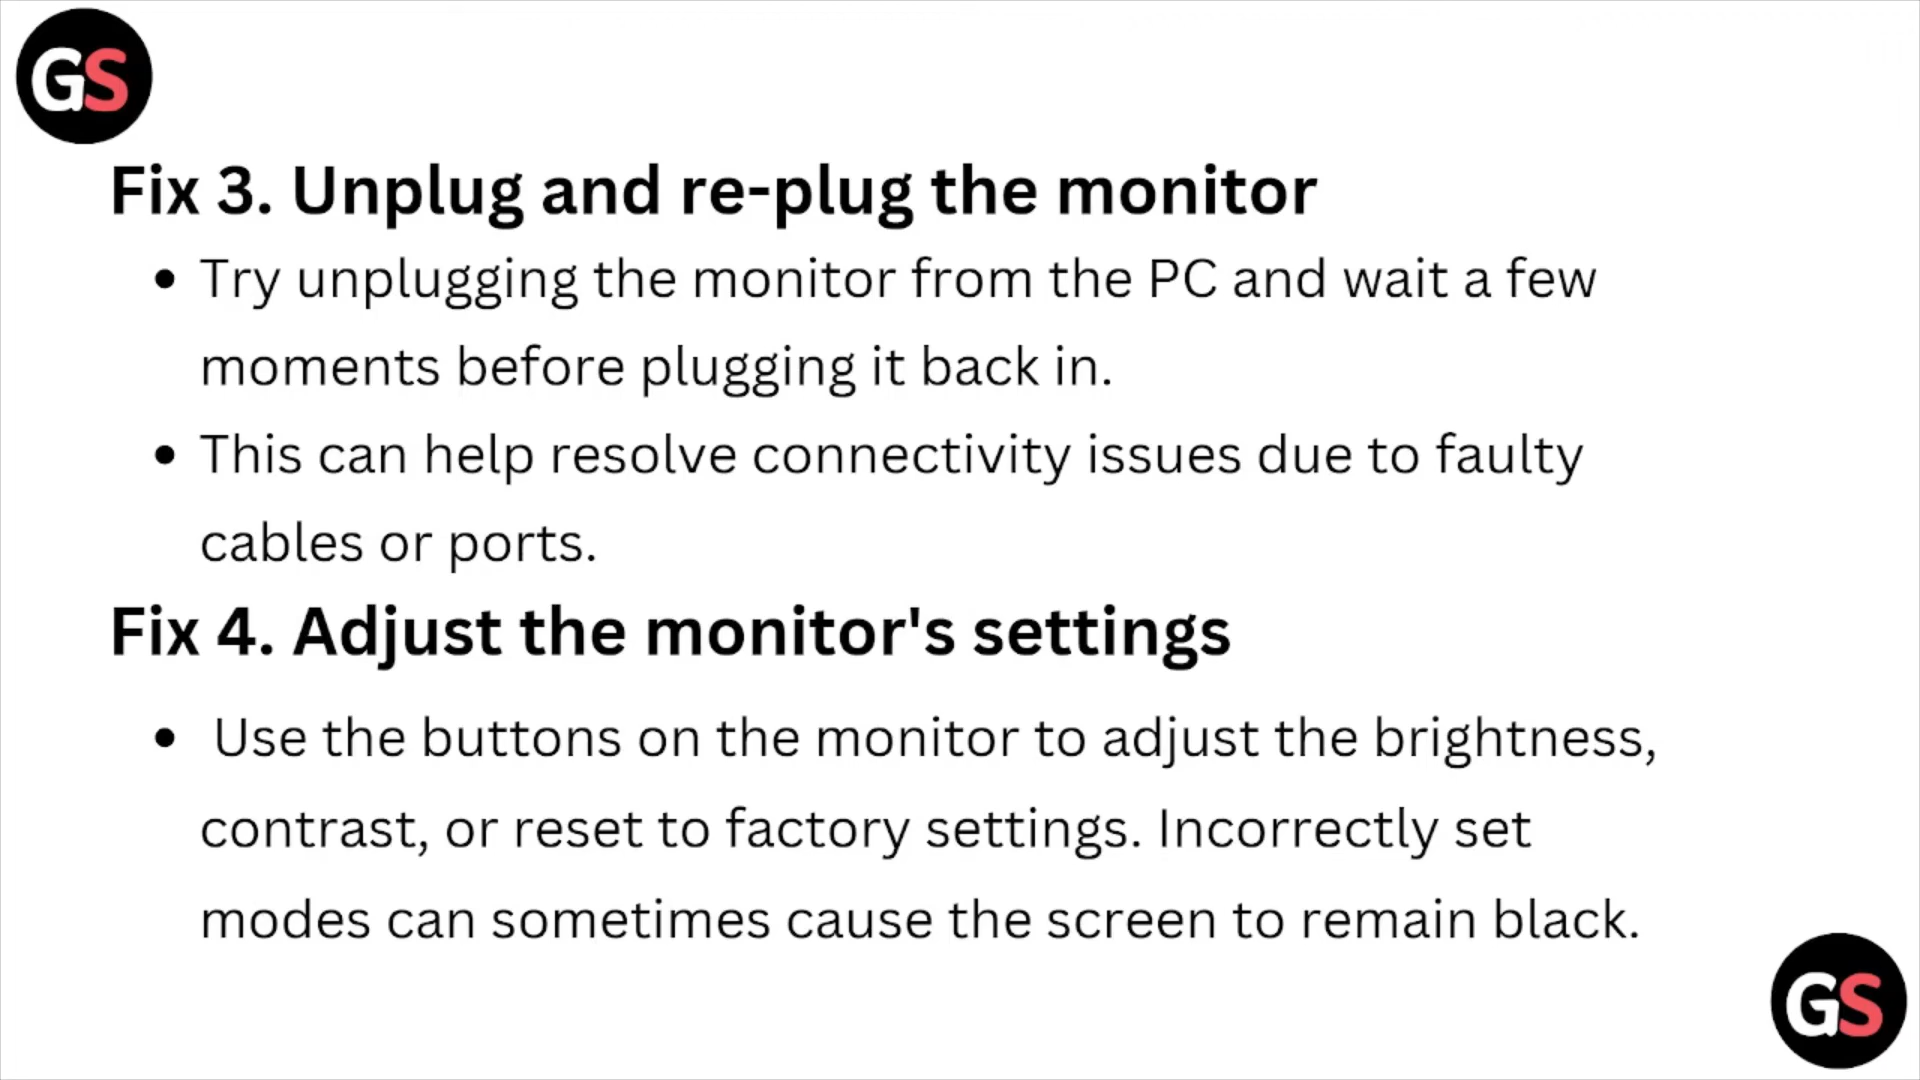 GS
Fix 3. Unplug and re-plug the monitor
• Try unplugging the monitor from the PC and wait a few
moments before plugging it back in.
• This can help resolve connectivity issues due to faulty
cables or ports.
Fix 4. Adjust the monitor's settings
• Use the buttons on the monitor to adjust the brightness,
contrast, or reset to factory settings. Incorrectly set
modes can sometimes cause the screen to remain black.
GS